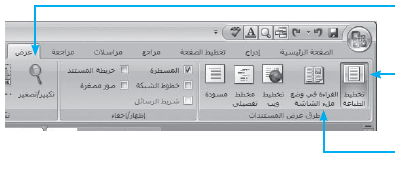 الصفحة الرئيسية إدراج تخطيط الصفحة مراجع مراسلات مراجعة عرض
تخطيط الطباعة
القراءة في وضع ملء الشاشة
تخطيط ويب
مخطط تفصيلي
مسودة
طرق عرض المستندات
المسطرة
خطوط الشبكة
شريط الرسائل
خريطة المستند
صور مصغرة
إظهار/إخفاء
تكبير/تصغير